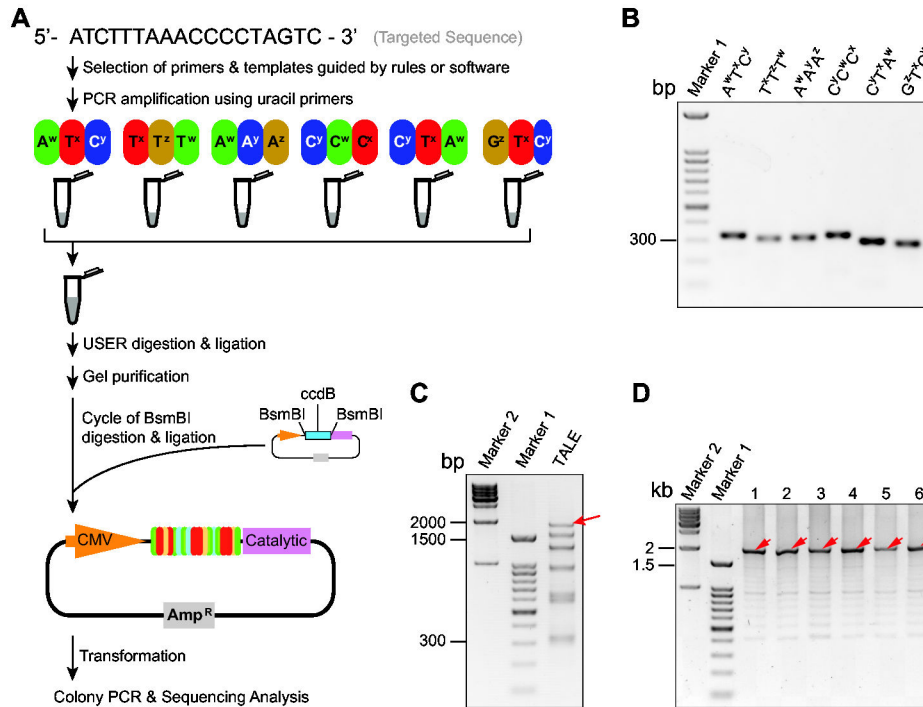 A
5'- ATCTTTAAACCCCTAGTC - 3' (Targeted Sequence)
Selection of primers & templates guided by rules or software
PCR amplification using uracil primers
Aʷ Tˣ Cʸ Tˣ Tᶻ Tʷ Aʷ Aʸ Aᶻ Cʸ Cʷ Cˣ Cʸ Tˣ Aʷ Gᶻ Tˣ Cʸ
USER digestion & ligation
Gel purification
Cycle of BsmBI
digestion & ligation
ccdB
BsmBI BsmBI
CMV Catalytic
Ampᴿ
Transformation
Colony PCR & Sequencing Analysis
B
bp Marker 1 AʷTˣCʸ TˣTᶻTʷ AʷAʸAᶻ CʸCʷCˣ CʸTˣAʷ
300
C
bp Marker 2 Marker 1 TALE
2000
1500
300
D
kb Marker 2 Marker 1 1 2 3 4 5 6
2
1.5